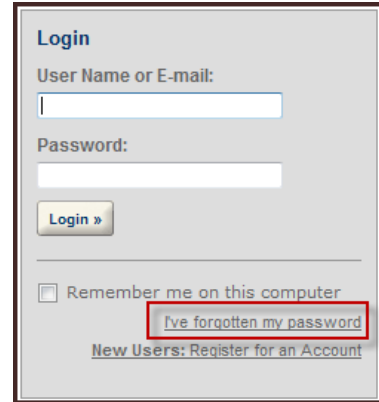 Login
User Name or E-mail:
Password:
Login »
Remember me on this computer
I've forgotten my password
New Users: Register for an Account